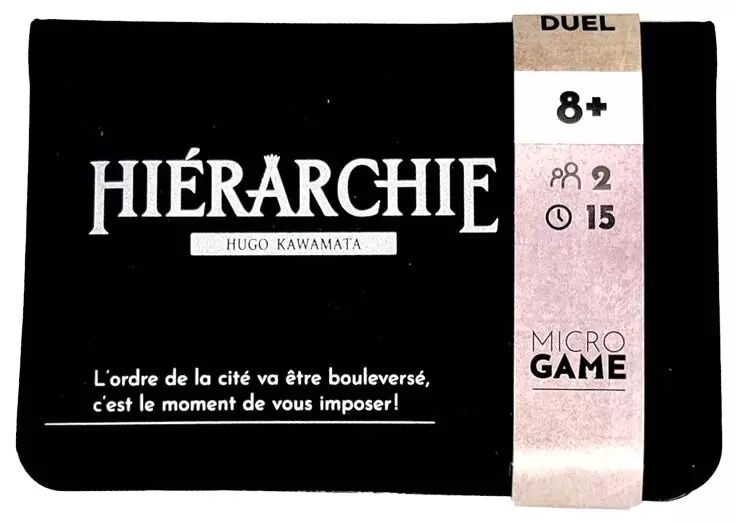 DUEL
8+
HIÉRARCHIE
2
HUGO KAWAMATA
15
MICRO
GAME
L'ordre de la cité va être bouleversé,
c'est le moment de vous imposer!